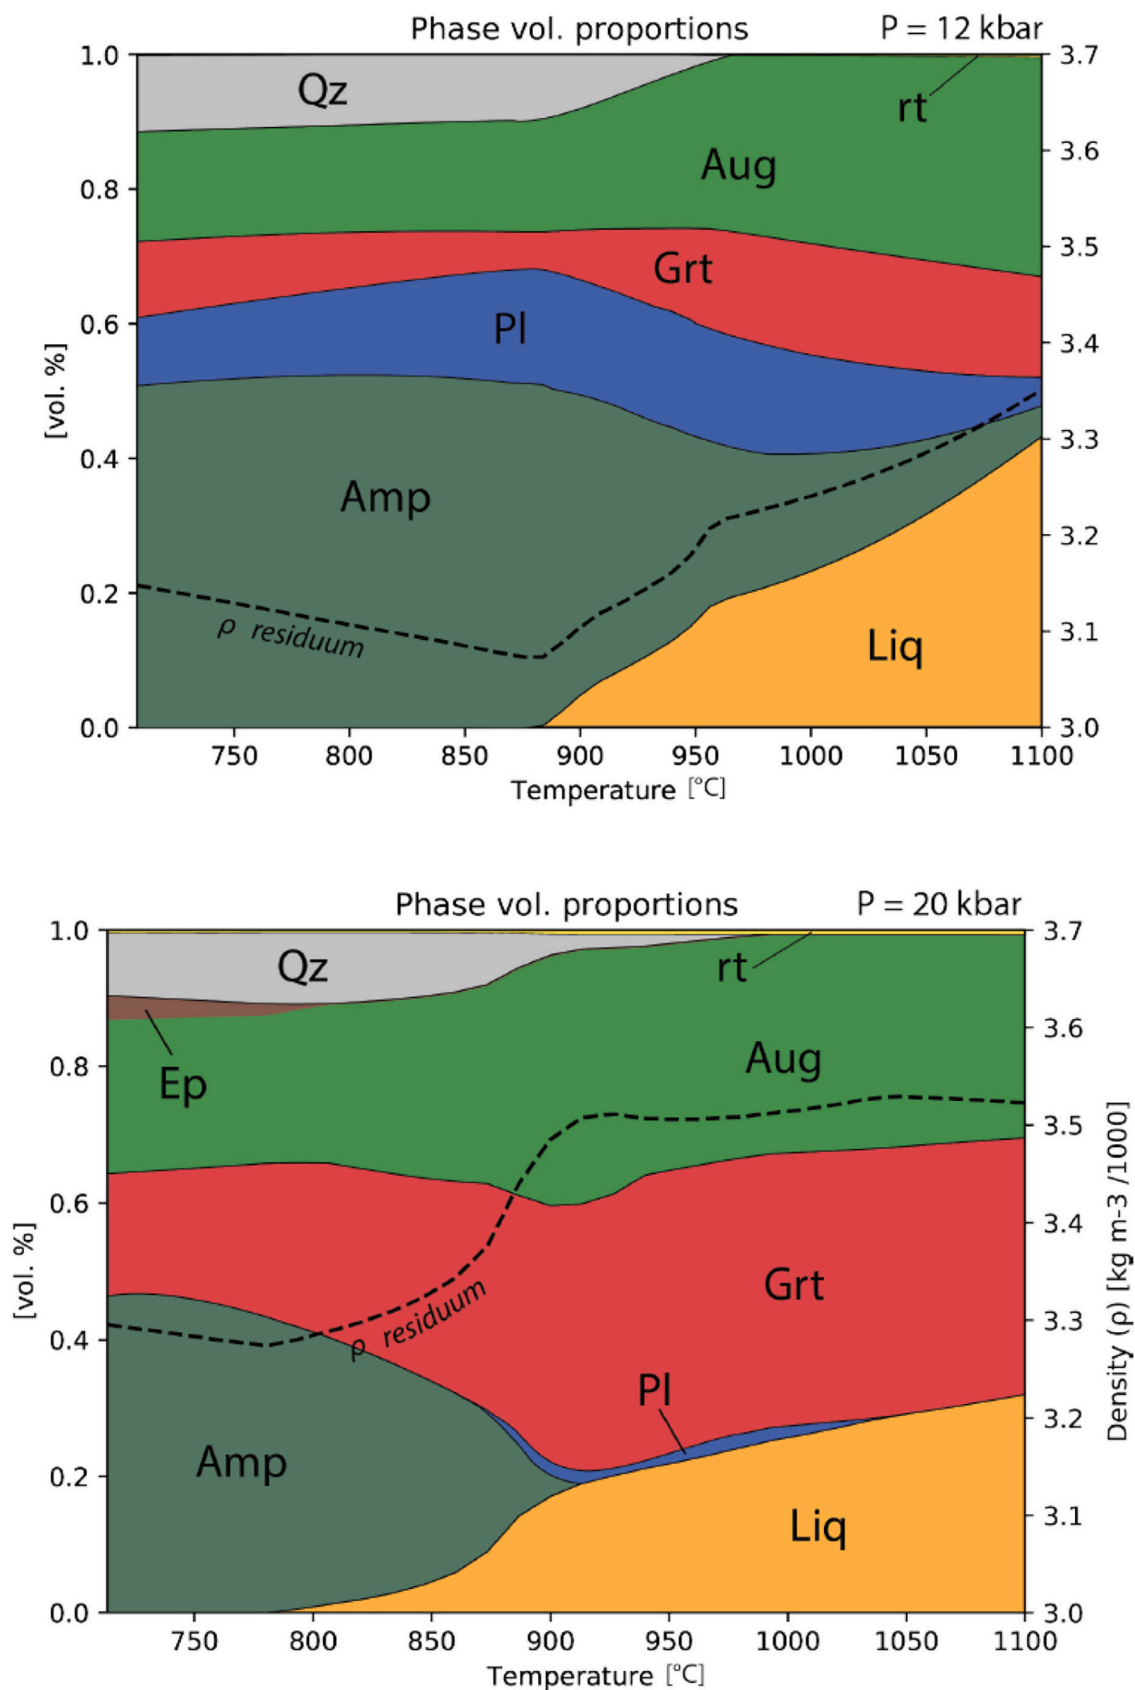 Phase vol. proportions P = 12 kbar
1.0 3.7
Qz
rt
3.6
Aug
0.8
3.5
Grt
0.6
Pl
3.4
[vol. %]
3.3
0.4
Amp
3.2
0.2
ρ residuum
3.1
Liq
0.0 3.0
750 800 850 900 950 1000 1050 1100
Temperature [°C]
Phase vol. proportions P = 20 kbar
1.0 3.7
Qz
rt
3.6
Ep
Aug
0.8
3.5
0.6
3.4
[vol. %]
Grt
Density (ρ) [kg m-3 /1000]
3.3
0.4
ρ residuum
Pl
3.2
Amp
0.2
3.1
Liq
0.0 3.0
750 800 850 900 950 1000 1050 1100
Temperature [°C]